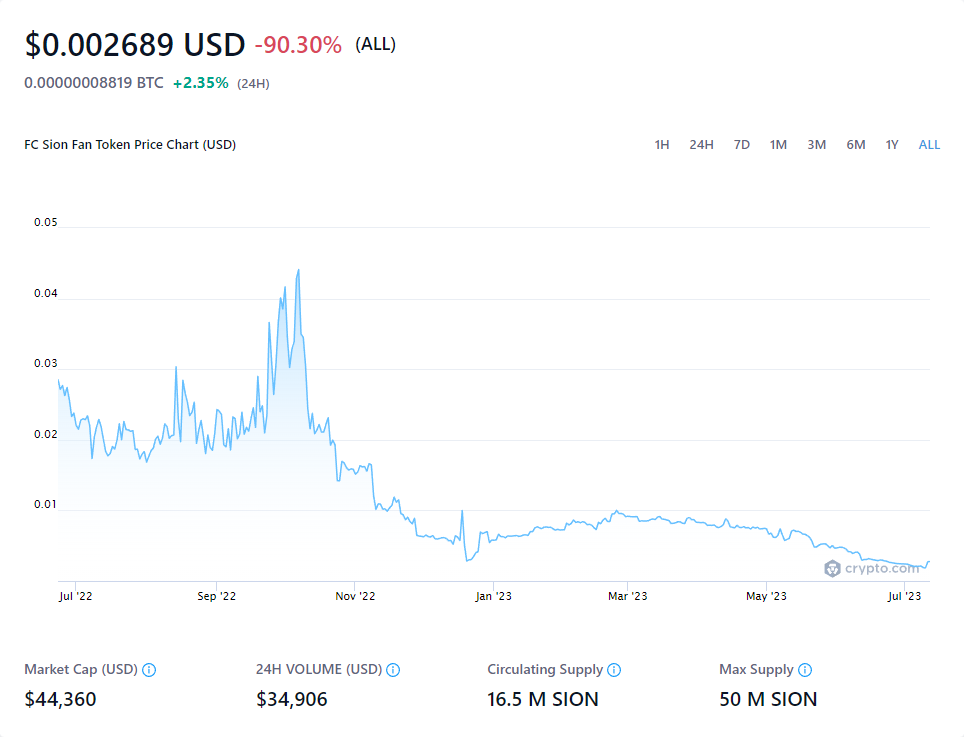 $0.002689 USD -90.30% (ALL)
0.00000008819 BTC +2.35% (24H)
FC Sion Fan Token Price Chart (USD) 1H 24H 7D 1M 3M 6M 1Y ALL
0.05
0.04
0.03
0.02
0.01
crypto.com
Jul '22 Sep '22 Nov '22 Jan '23 Mar '23 May '23 Jul '23
Market Cap (USD) 24H VOLUME (USD) Circulating Supply Max Supply
$44,360 $34,906 16.5 M SION 50 M SION